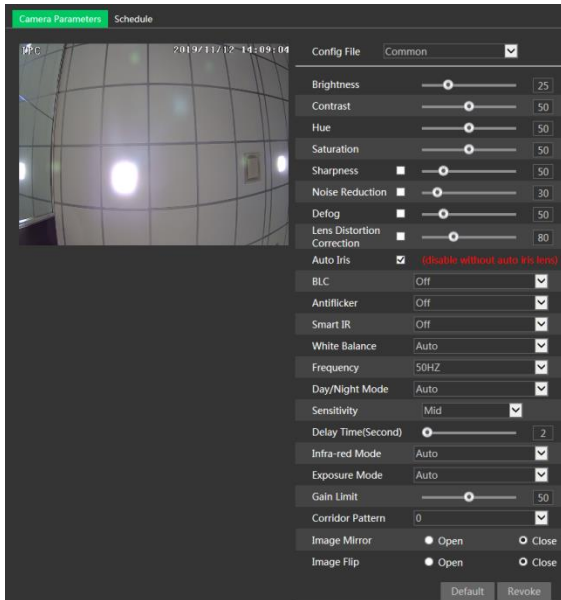 Camera Parameters Schedule
IPC 2019/11/12 14:09:04
Config File Common
Brightness 25
Contrast 50
Hue 50
Saturation 50
Sharpness 50
Noise Reduction 30
Defog 50
Lens Distortion
Correction 80
Auto Iris (disable without auto iris lens)
BLC Off
Antiflicker Off
Smart IR Off
White Balance Auto
Frequency 50HZ
Day/Night Mode Auto
Sensitivity Mid
Delay Time(Second) 2
Infra-red Mode Auto
Exposure Mode Auto
Gain Limit 50
Corridor Pattern 0
Image Mirror Open Close
Image Flip Open Close
Default Revoke